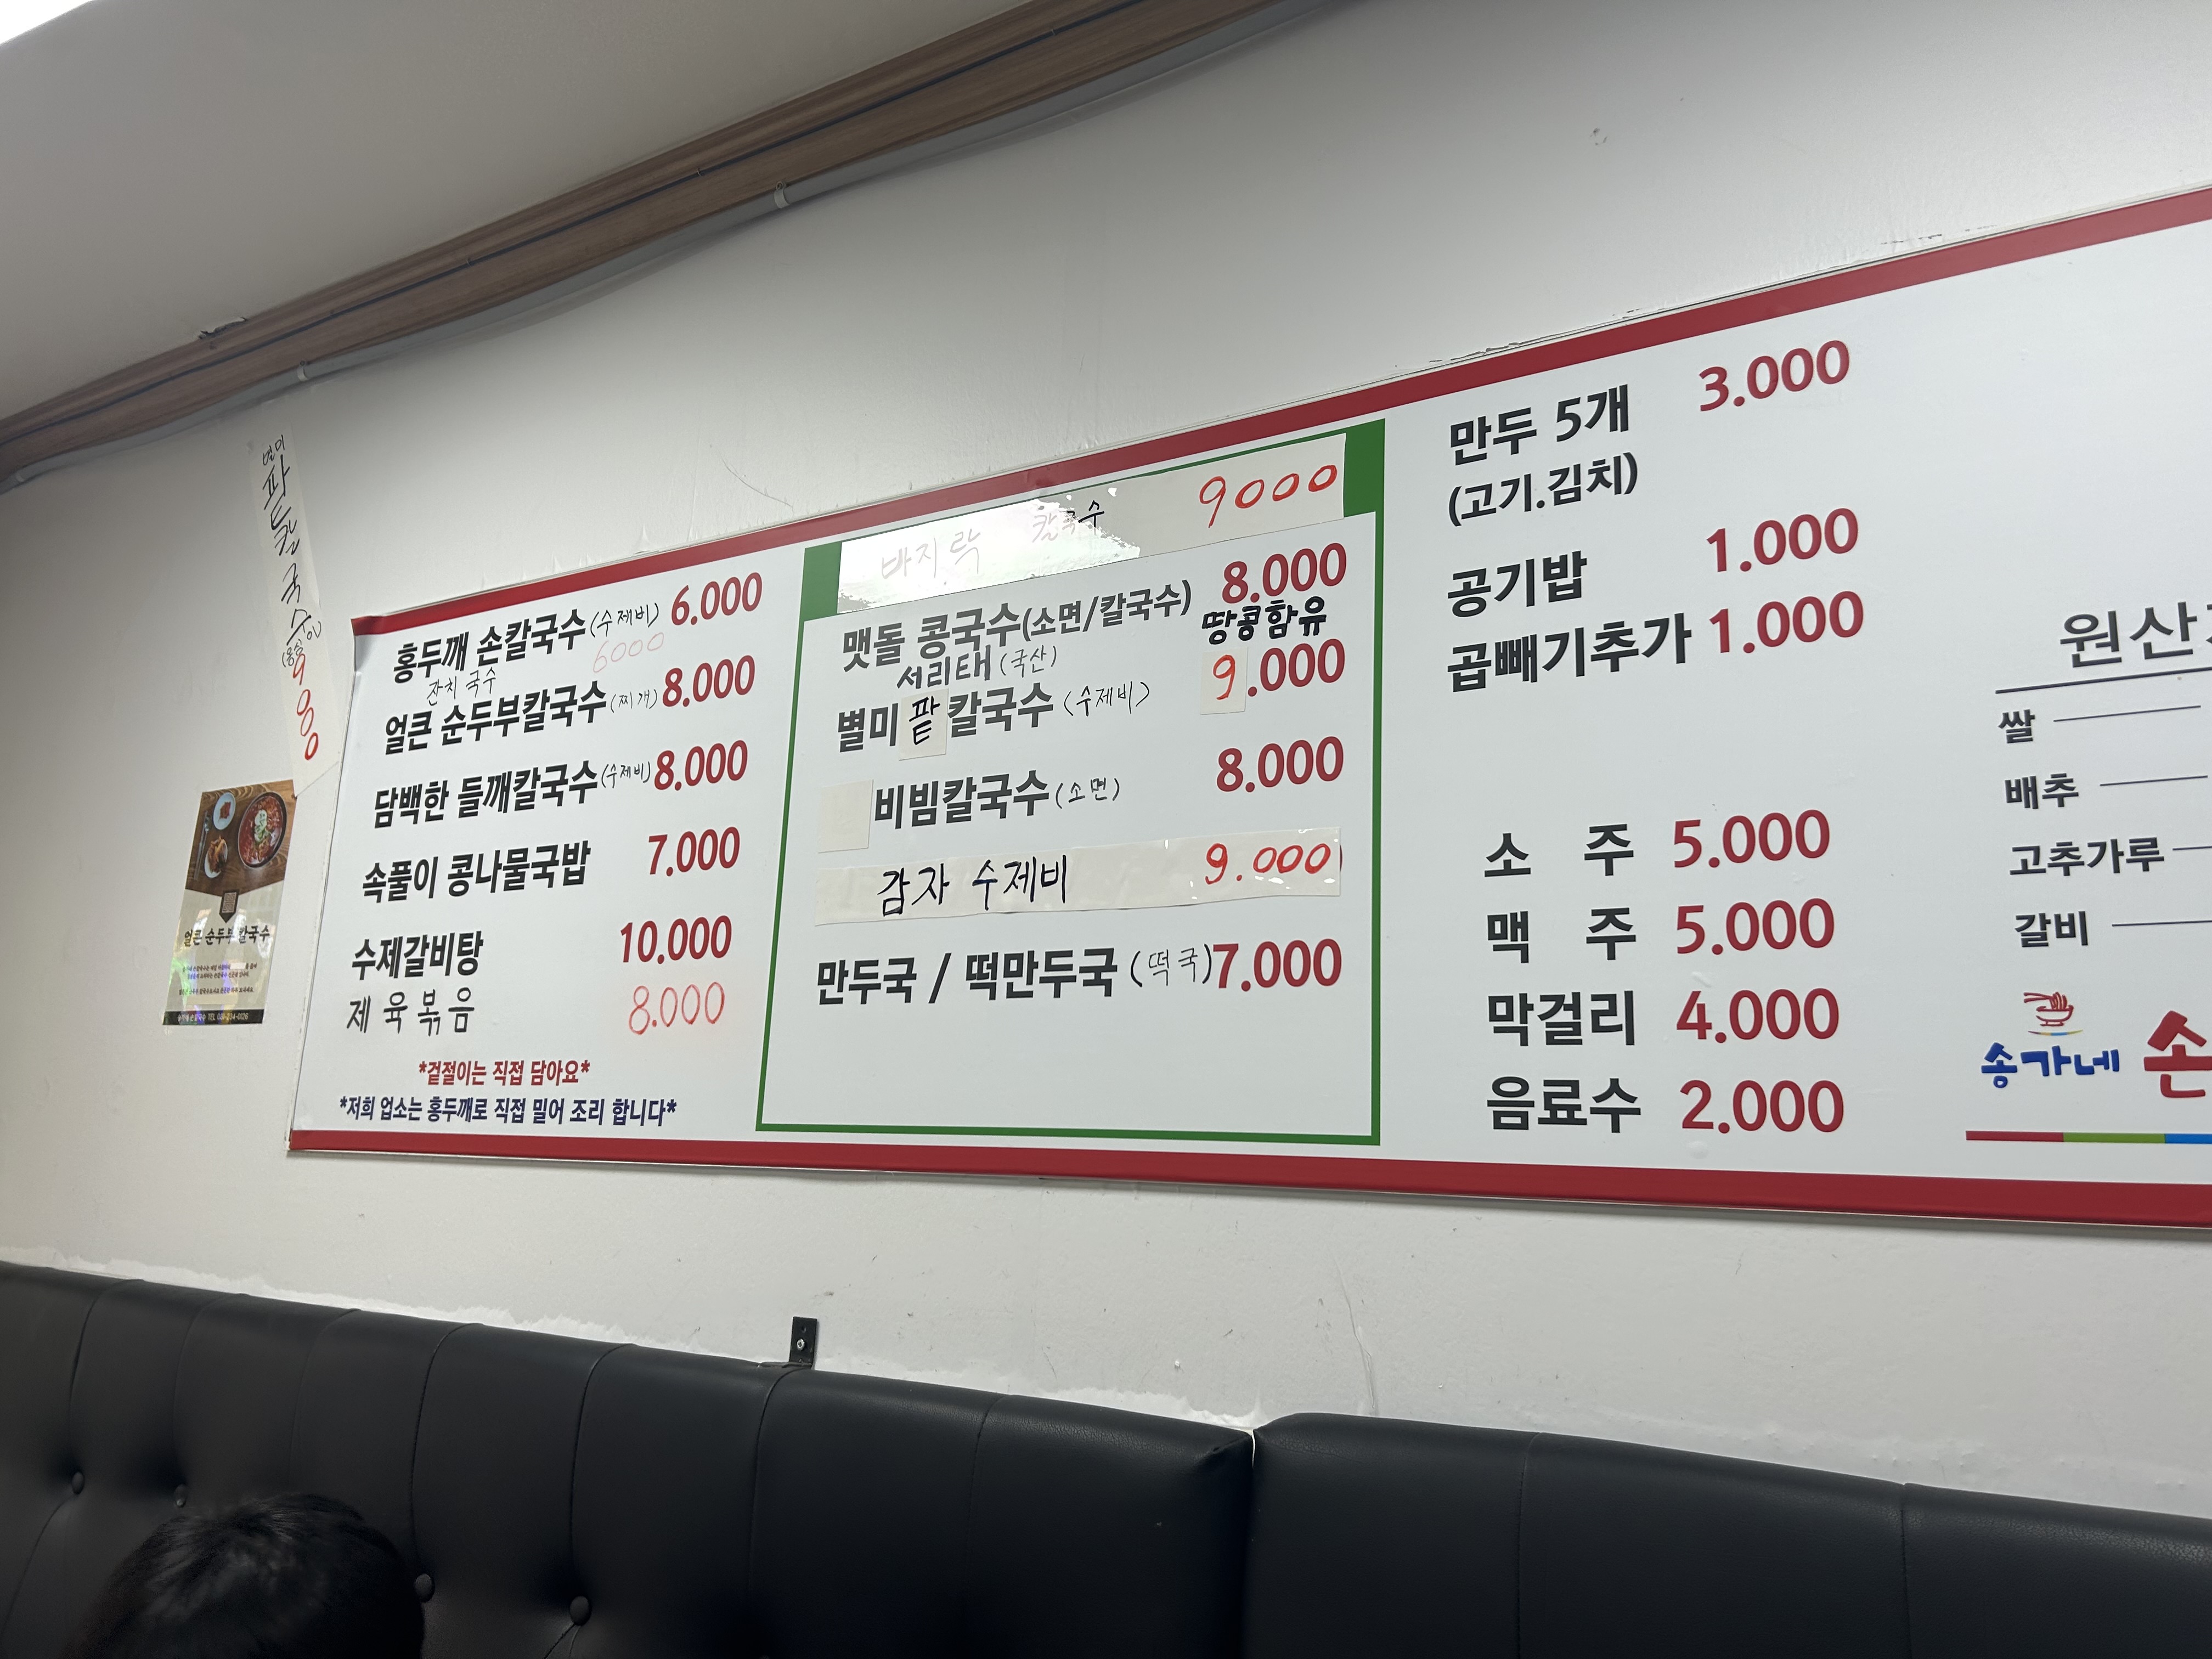 별미
팥칼국수
(옹심이)
9000
얼큰 순두부칼국수
홍두깨 손칼국수(수제비) 6.000
잔치국수 6000
얼큰 순두부칼국수(찌개) 8.000
담백한 들깨칼국수(수제비) 8.000
속풀이 콩나물국밥 7.000
수제갈비탕 10.000
제육볶음 8.000
*겉절이는 직접 담아요*
*저희 업소는 홍두깨로 직접 밀어 조리 합니다*
바지락 칼국수 9000
맷돌 콩국수(소면/칼국수) 8.000
서리태(국산) 땅콩함유
별미팥칼국수(수제비) 9.000
비빔칼국수(소면) 8.000
감자 수제비 9.000
만두국 / 떡만두국(떡국) 7.000
만두 5개 3.000
(고기.김치)
공기밥 1.000
곱빼기추가 1.000
소 주 5.000
맥 주 5.000
막걸리 4.000
음료수 2.000
원산
쌀
배추
고추가루
갈비
송가네 손